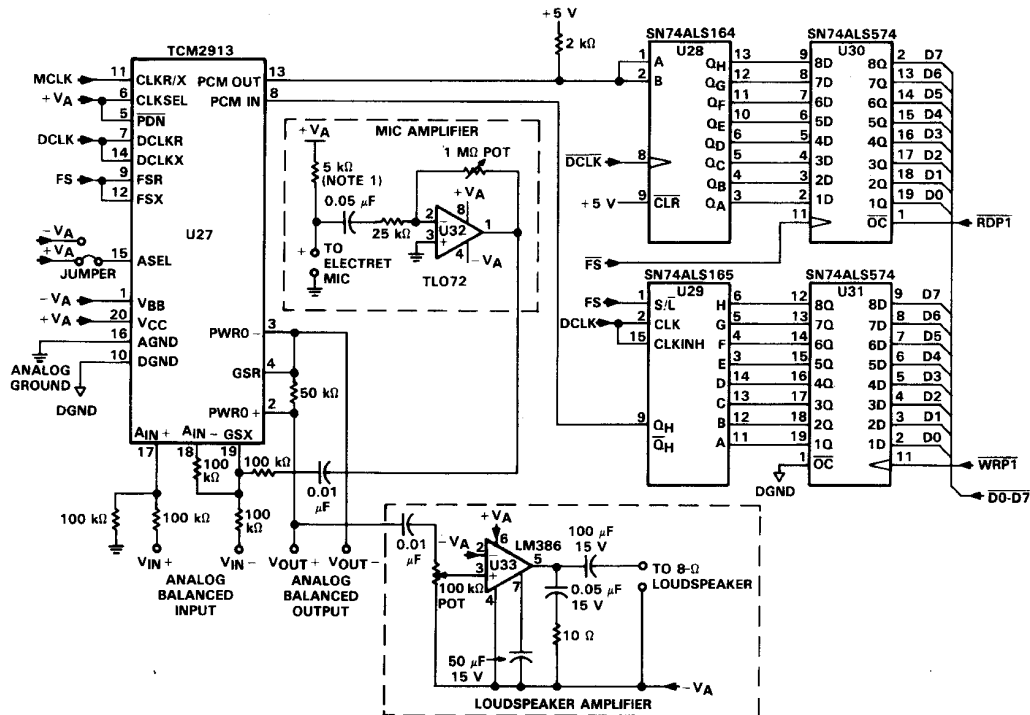 TCM2913
U27
MCLK
11
CLKR/X
+VA
6
CLKSEL
5
PDN
DCLK
7
DCLKR
14
DCLKX
FS
9
FSR
12
FSX
-VA
+VA
15
ASEL
JUMPER
-VA
1
VBB
+VA
20
VCC
16
AGND
ANALOG
GROUND
10
DGND
DGND
PCM OUT
13
PCM IN
8
PWR0-
3
GSR
4
50 kΩ
PWR0+
2
AIN+
17
AIN-
18
GSX
19
100
kΩ
100 kΩ
0.01
µF
100 kΩ
100 kΩ
100
kΩ
VIN+
VIN-
ANALOG
BALANCED
INPUT
VOUT+
VOUT-
ANALOG
BALANCED
OUTPUT
MIC AMPLIFIER
+VA
5 kΩ
(NOTE 1)
0.05
µF
25 kΩ
1 MΩ POT
+VA
8
2
-
U32
1
3
+
4
-VA
TL072
+
TO
ELECTRET
MIC
+5 V
2 kΩ
SN74ALS164
U28
1
A
2
B
DCLK
8
+5 V
9
CLR
QH
13
QG
12
QF
11
QE
10
QD
6
QC
5
QB
4
QA
3
SN74ALS574
U30
9
8D
8Q
2
D7
8
7D
7Q
13
D6
7
6D
6Q
14
D5
6
5D
5Q
15
D4
5
4D
4Q
16
D3
4
3D
3Q
17
D2
3
2D
2Q
18
D1
2
1D
1Q
19
D0
11
OC
1
RDP1
FS
SN74ALS165
U29
FS
1
S/L
DCLK
2
CLK
15
CLKINH
9
QH
QH
H
6
G
5
F
4
E
3
D
14
C
13
B
12
A
11
SN74ALS574
U31
12
8Q
8D
9
D7
13
7Q
7D
8
D6
14
6Q
6D
7
D5
15
5Q
5D
6
D4
16
4Q
4D
5
D3
17
3Q
3D
4
D2
18
2Q
2D
3
D1
19
1Q
1D
2
D0
1
OC
11
WRP1
DGND
D0-D7
0.01
µF
100 kΩ
POT
+VA
6
-VA
2
-
LM386
U33
5
3
+
4
7
100 µF
15 V
0.05 µF
15 V
10 Ω
50 µF
15 V
TO 8-Ω
LOUDSPEAKER
-VA
LOUDSPEAKER AMPLIFIER